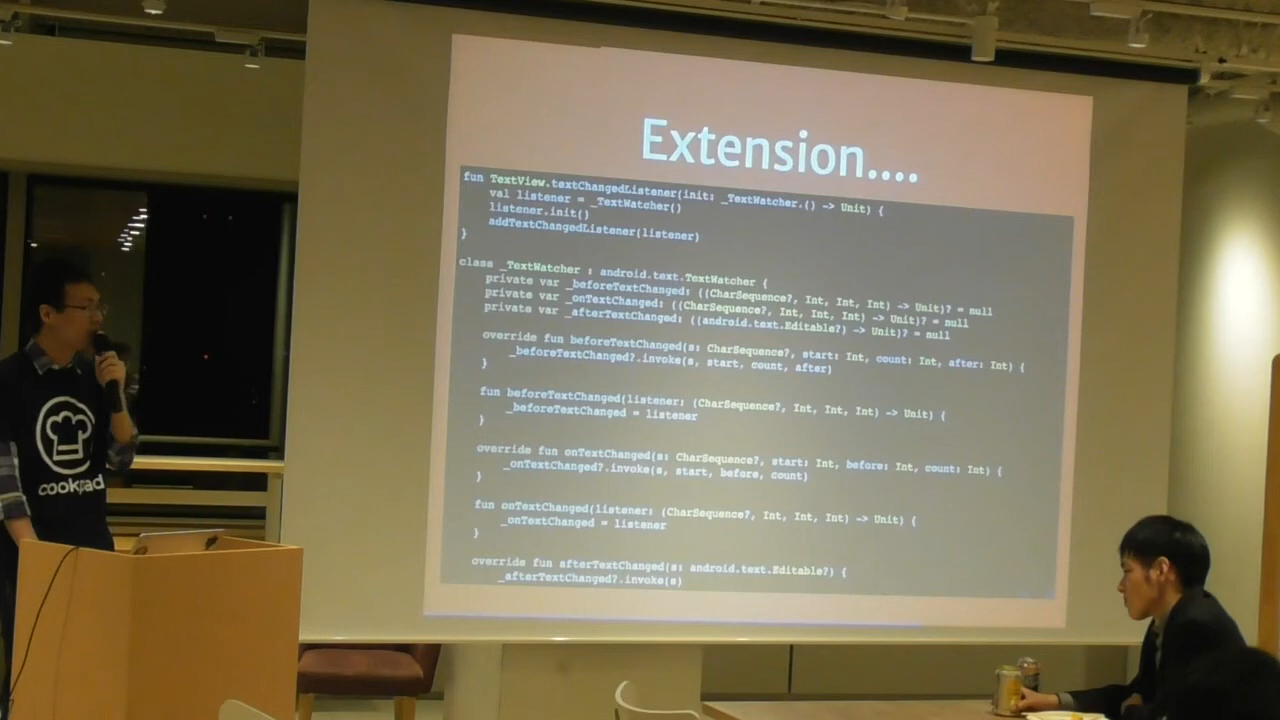 Extension....
fun TextView.textChangedListener(init: _TextWatcher.() -> Unit) {
    val listener = _TextWatcher()
    listener.init()
    addTextChangedListener(listener)
}
class _TextWatcher : android.text.TextWatcher {
    private var _beforeTextChanged: ((CharSequence?, Int, Int, Int) -> Unit)? = null
    private var _onTextChanged: ((CharSequence?, Int, Int, Int) -> Unit)? = null
    private var _afterTextChanged: ((android.text.Editable?) -> Unit)? = null
    override fun beforeTextChanged(s: CharSequence?, start: Int, count: Int, after: Int) {
        _beforeTextChanged?.invoke(s, start, count, after)
    }
    fun beforeTextChanged(listener: (CharSequence?, Int, Int, Int) -> Unit) {
        _beforeTextChanged = listener
    }
    override fun onTextChanged(s: CharSequence?, start: Int, before: Int, count: Int) {
        _onTextChanged?.invoke(s, start, before, count)
    }
    fun onTextChanged(listener: (CharSequence?, Int, Int, Int) -> Unit) {
        _onTextChanged = listener
    }
    override fun afterTextChanged(s: android.text.Editable?) {
        _afterTextChanged?.invoke(s)
cookpad